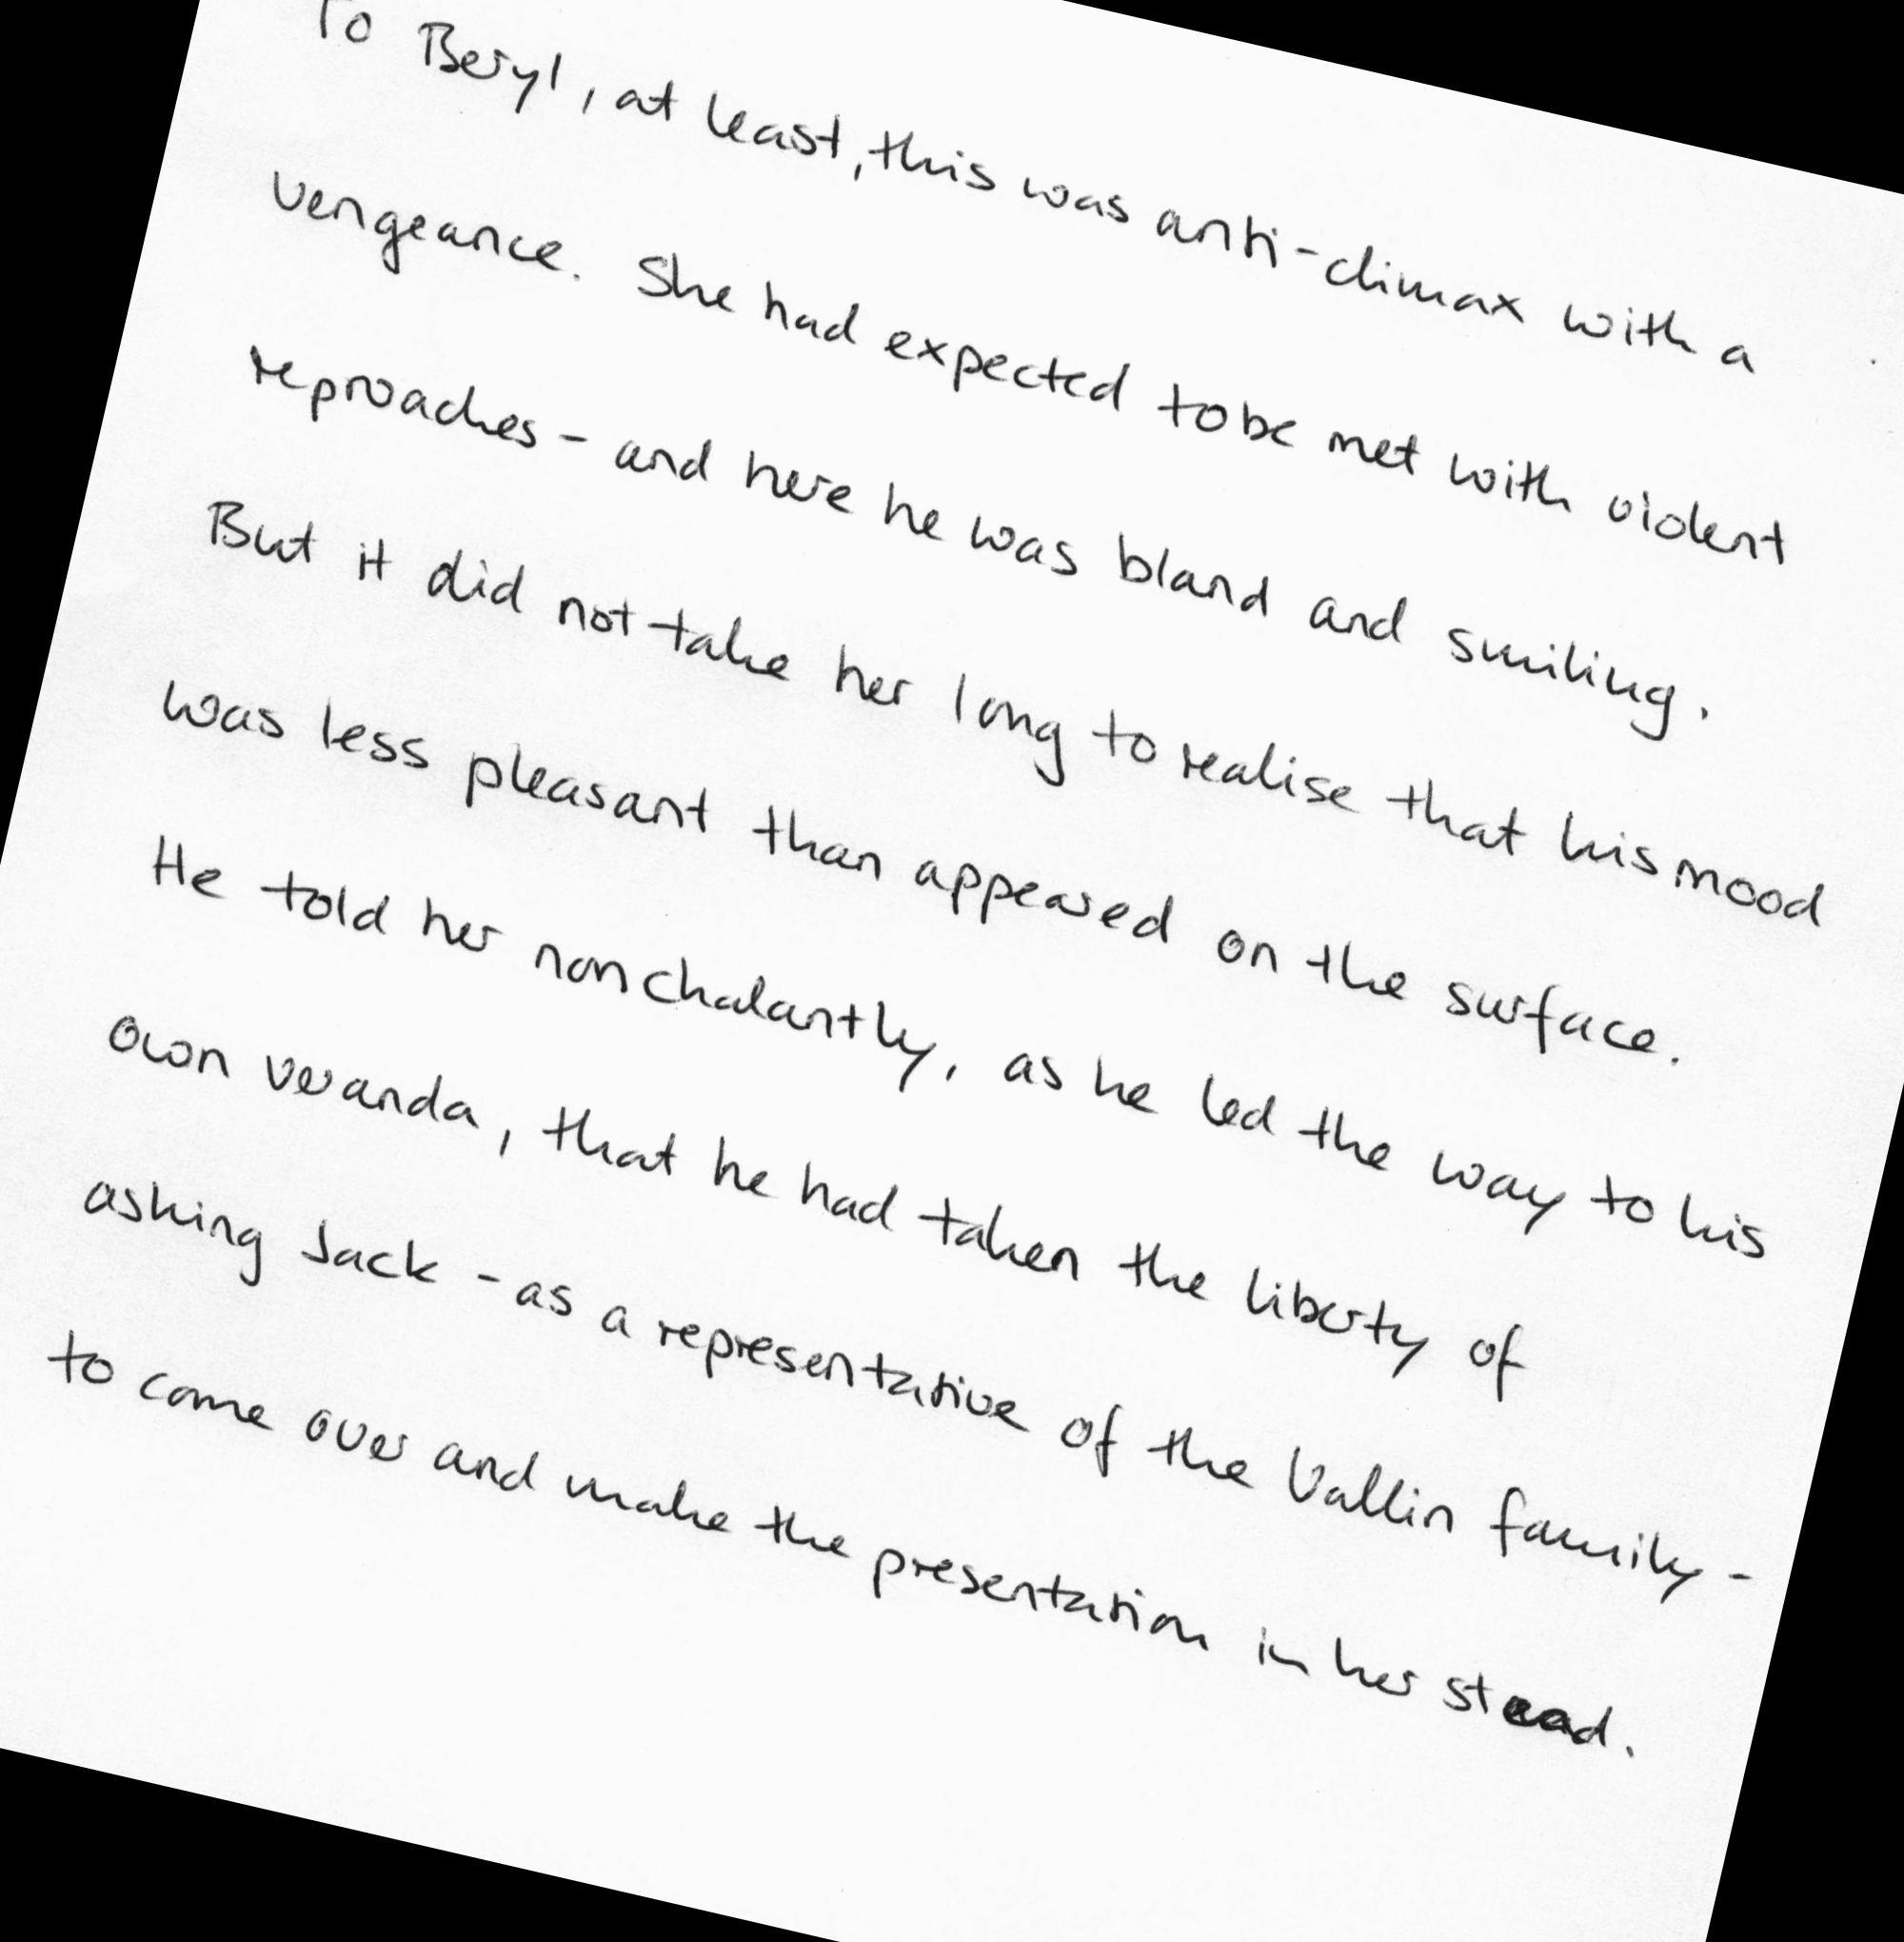 To Beryl, at least, this was anti-climax with a
vengeance. She had expected to be met with violent
reproaches - and here he was bland and smiling.
But it did not take her long to realise that his mood
was less pleasant than appeared on the surface.
He told her nonchalantly, as he led the way to his
own veranda, that he had taken the liberty of
asking Jack - as a representative of the Vallin family -
to come over and make the presentation in her stead.